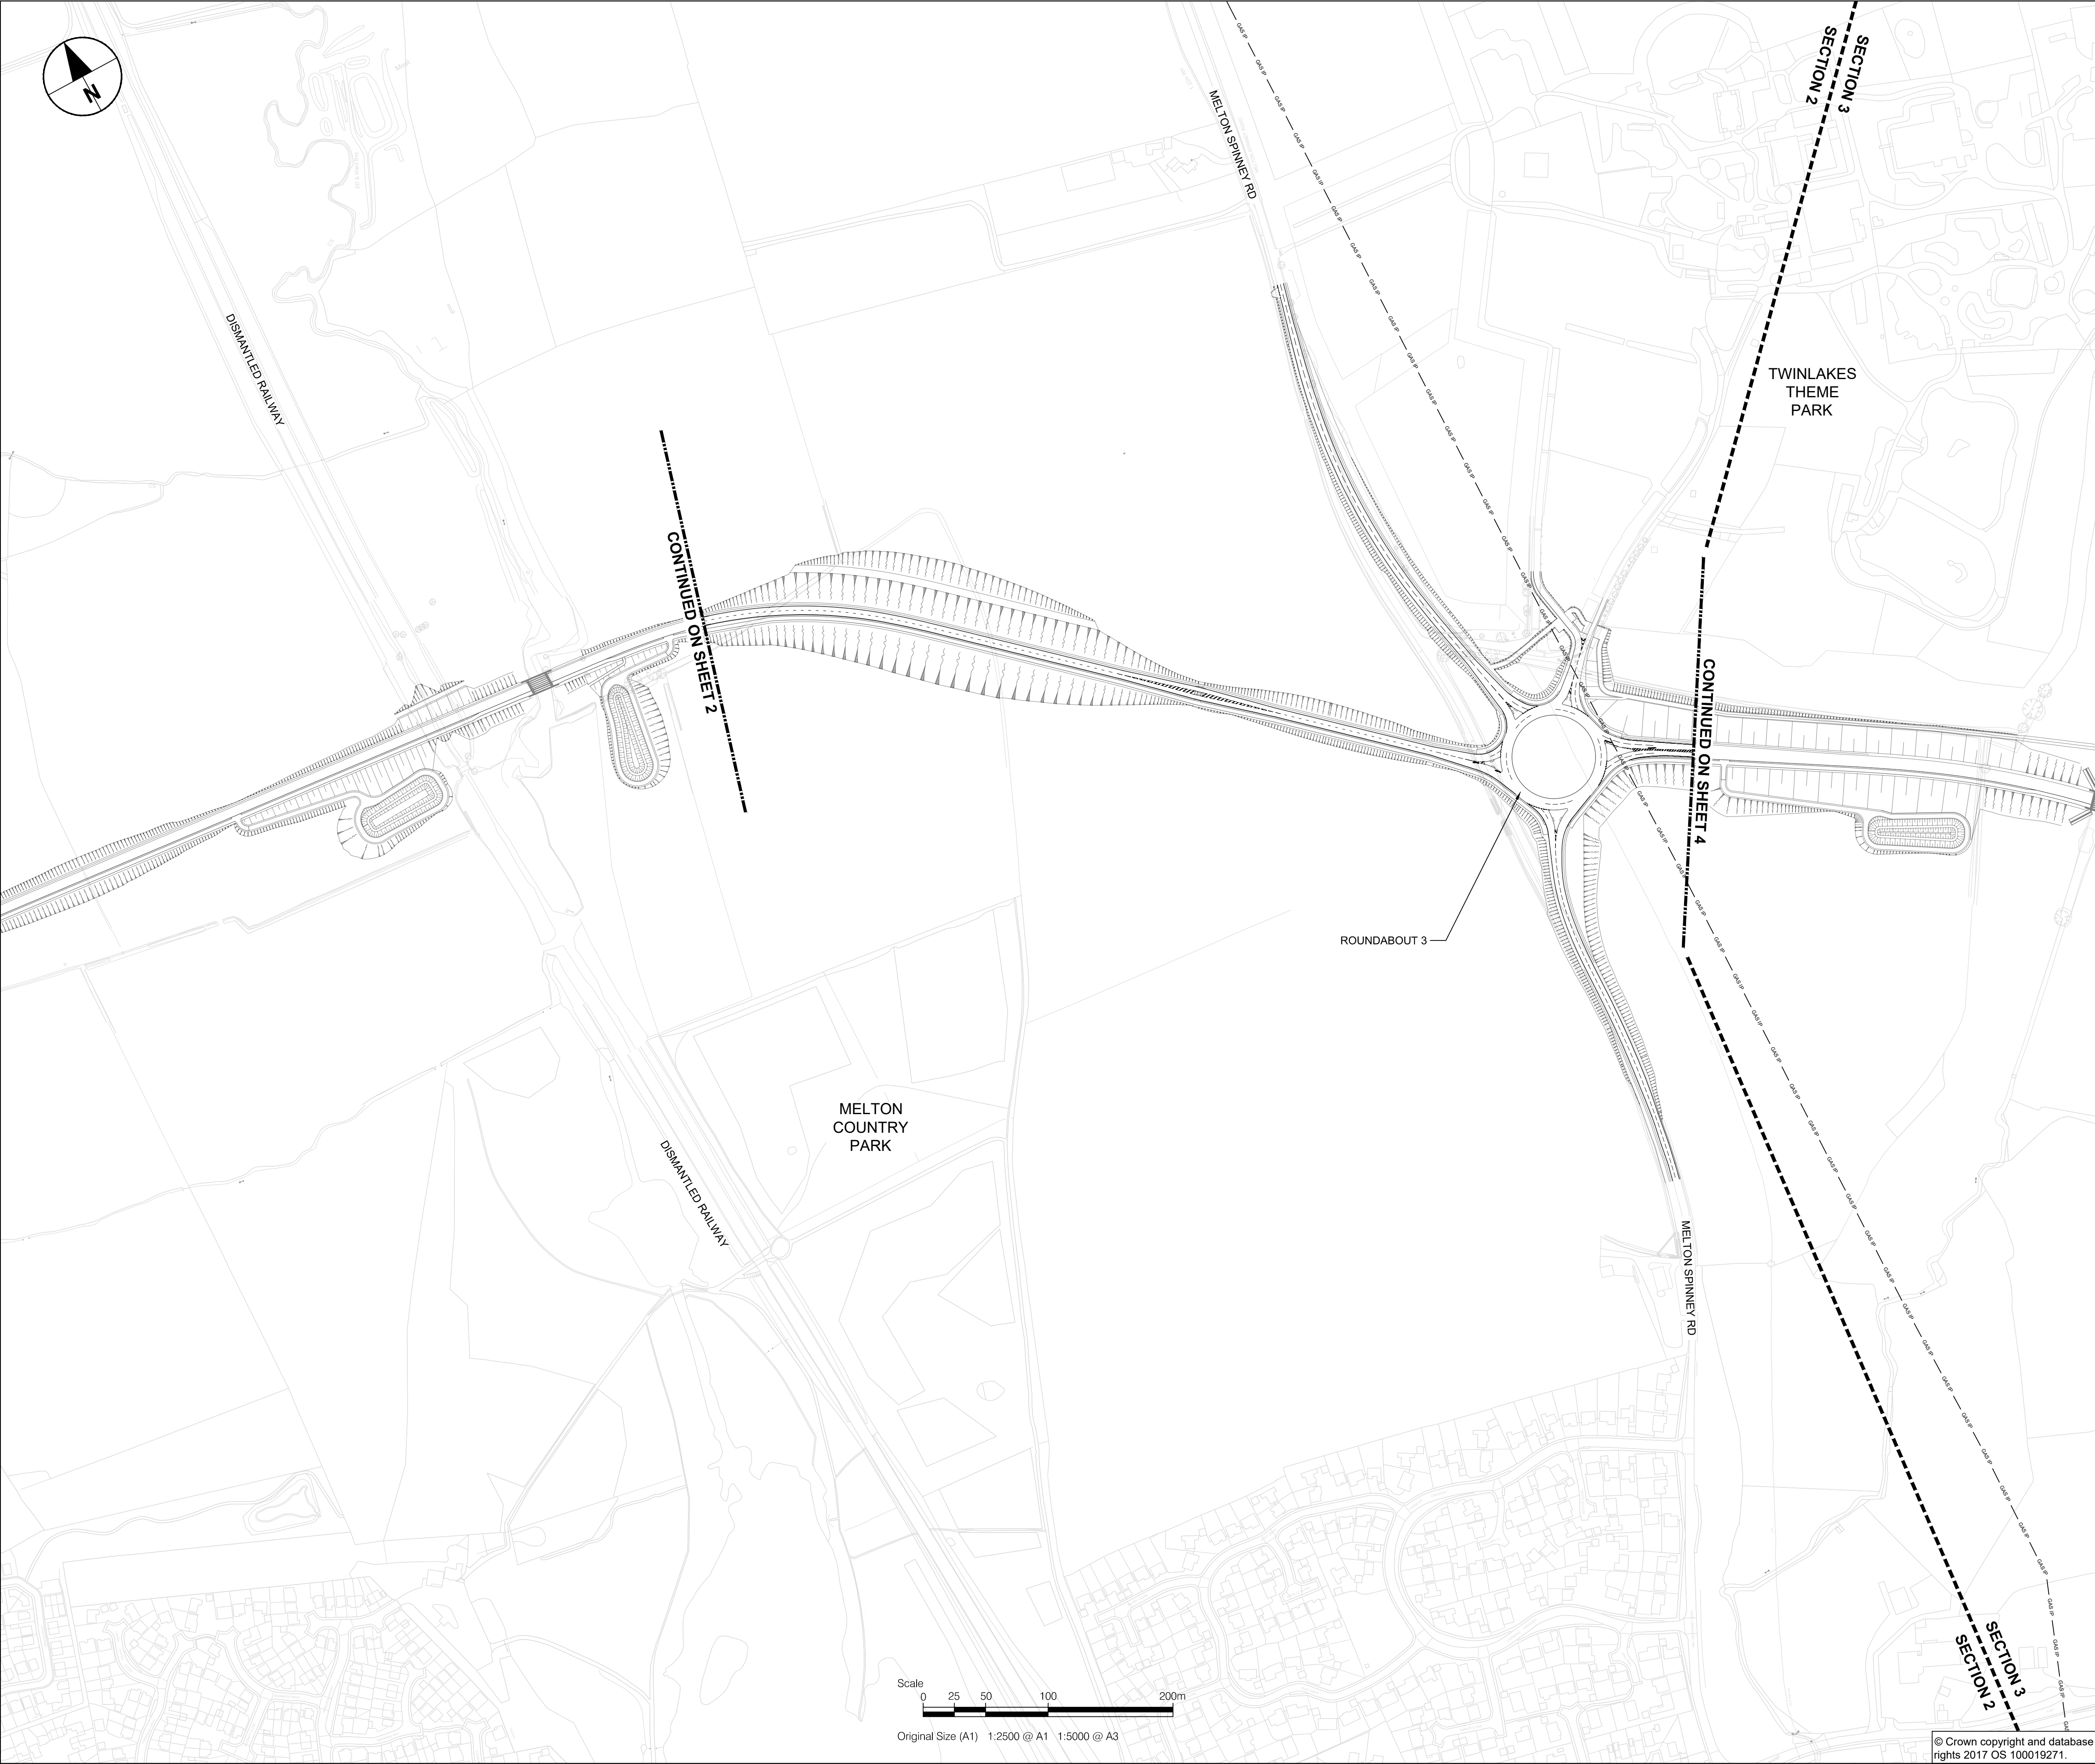 N
SECTION 2
SECTION 3
MELTON SPINNEY RD
GAS IP
DISMANTLED RAILWAY
TWINLAKES
THEME
PARK
CONTINUED ON SHEET 2
CONTINUED ON SHEET 4
ROUNDABOUT 3
MELTON
COUNTRY
PARK
DISMANTLED RAILWAY
MELTON SPINNEY RD
SECTION 3
SECTION 2
Scale
0 25 50 100 200m
Original Size (A1) 1:2500 @ A1 1:5000 @ A3
© Crown copyright and database
rights 2017 OS 100019271.